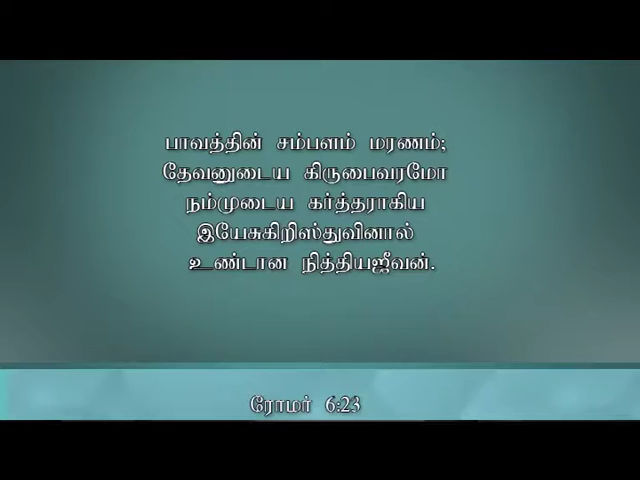 பாவத்தின் சம்பளம் மரணம்;
தேவனுடைய கிருபைவரமோ
நம்முடைய கர்த்தராகிய
இயேசுகிறிஸ்துவினால்
உண்டான நித்தியஜீவன்.
ரோமர் 6:23